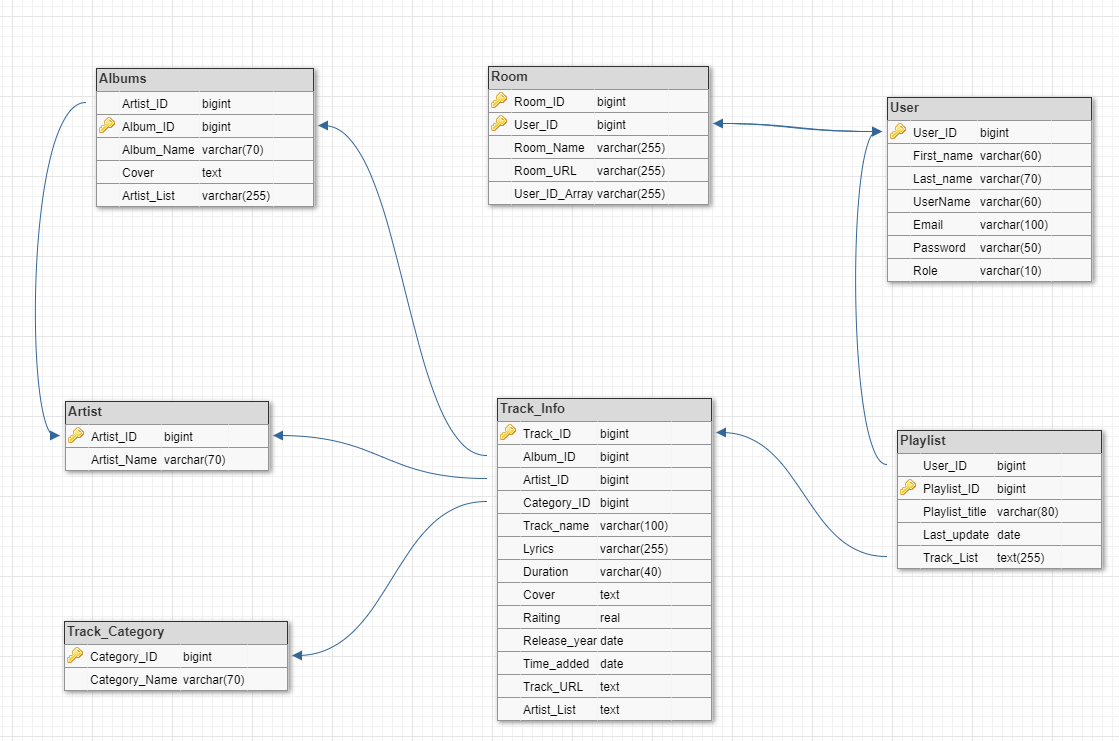 Albums
Artist_ID bigint
Album_ID bigint
Album_Name varchar(70)
Cover text
Artist_List varchar(255)
Room
Room_ID bigint
User_ID bigint
Room_Name varchar(255)
Room_URL varchar(255)
User_ID_Array varchar(255)
User
User_ID bigint
First_name varchar(60)
Last_name varchar(70)
UserName varchar(60)
Email varchar(100)
Password varchar(50)
Role varchar(10)
Artist
Artist_ID bigint
Artist_Name varchar(70)
Track_Info
Track_ID bigint
Album_ID bigint
Artist_ID bigint
Category_ID bigint
Track_name varchar(100)
Lyrics varchar(255)
Duration varchar(40)
Cover text
Raiting real
Release_year date
Time_added date
Track_URL text
Artist_List text
Playlist
User_ID bigint
Playlist_ID bigint
Playlist_title varchar(80)
Last_update date
Track_List text(255)
Track_Category
Category_ID bigint
Category_Name varchar(70)